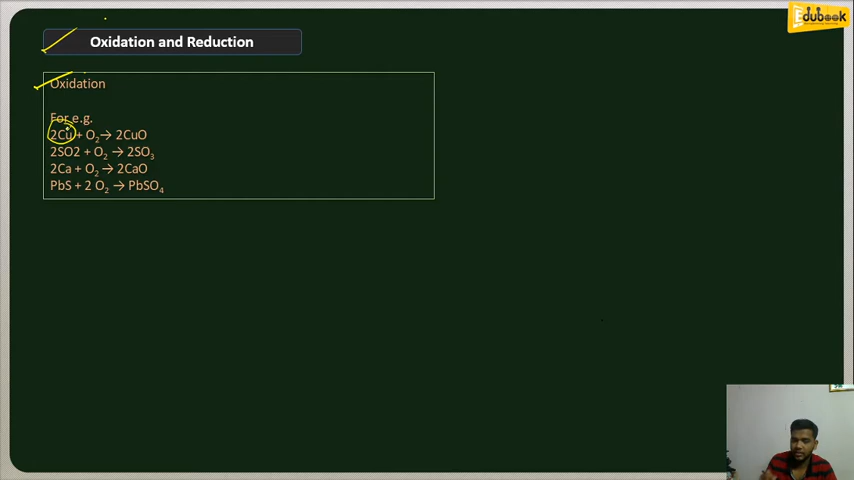 Edubook
Oxidation and Reduction
Oxidation
For e.g.
2Cu + O₂→ 2CuO
2SO2 + O₂ → 2SO₃
2Ca + O₂ → 2CaO
PbS + 2 O₂ → PbSO₄